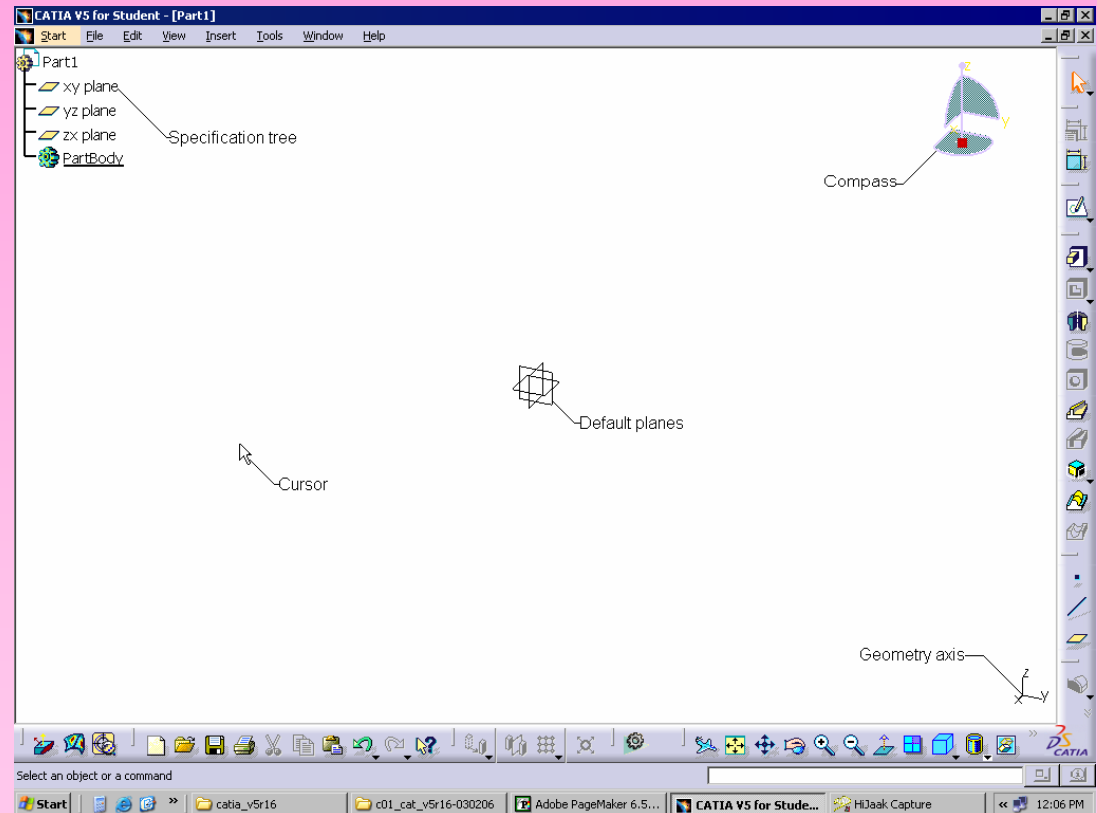 CATIA V5 for Student - [Part1]
Start File Edit View Insert Tools Window Help
Part1
xy plane
yz plane
zx plane
PartBody
Specification tree
z
y
x
Compass
Default planes
Cursor
Geometry axis
z
y
x
CATIA
Select an object or a command
Start » catia_v5r16 c01_cat_v5r16-030206 Adobe PageMaker 6.5... CATIA V5 for Stude... HiJaak Capture « 12:06 PM